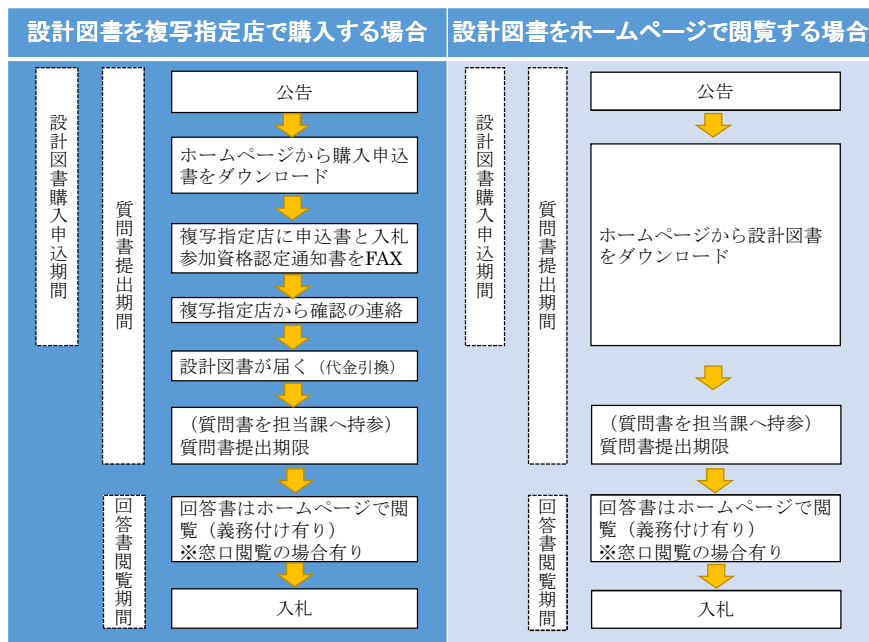 設計図書を複写指定店で購入する場合
設計図書購入申込期間
質問書提出期間
公告
ホームページから購入申込
書をダウンロード
複写指定店に申込書と入札
参加資格認定通知書をFAX
複写指定店から確認の連絡
設計図書が届く（代金引換）
（質問書を担当課へ持参）
質問書提出期限
回答書閲覧期間
回答書はホームページで閲
覧（義務付け有り）
※窓口閲覧の場合有り
入札
設計図書をホームページで閲覧する場合
設計図書購入申込期間
質問書提出期間
公告
ホームページから設計図書
をダウンロード
（質問書を担当課へ持参）
質問書提出期限
回答書閲覧期間
回答書はホームページで閲
覧（義務付け有り）
※窓口閲覧の場合有り
入札